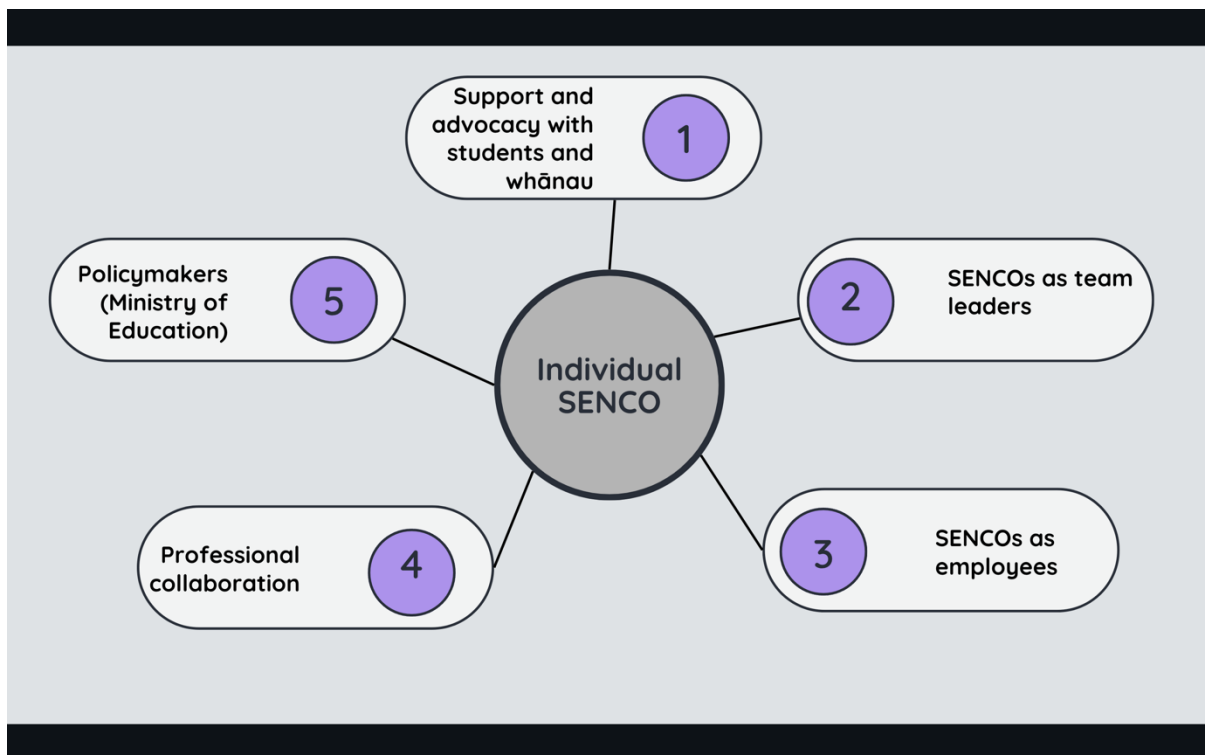 Support and
advocacy with
students and
whānau
1
Policymakers
(Ministry of
Education)
5
2
SENCOs as team
leaders
Individual
SENCO
Professional
collaboration
4
3
SENCOs as
employees